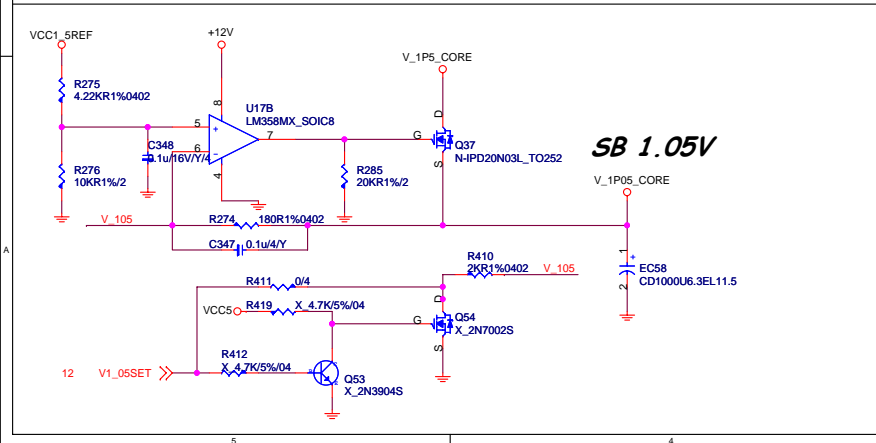 VCC1_5REF
+12V
V_1P5_CORE
R275
4.22KR1%0402
8
U17B
LM358MX_SOIC8
D
5
+
7
G
Q37
N-IPD20N03L_TO252
SB 1.05V
C348
0.1u/16V/Y/4
6
-
S
R276
10KR1%/2
4
R285
20KR1%/2
V_1P05_CORE
V_105
R274
180R1%0402
C347
0.1u/4/Y
A
1
+
R410
2KR1%0402
V_105
EC58
CD1000U6.3EL11.5
2
R411
0/4
D
VCC5
R419
X_4.7K/5%/04
G
Q54
X_2N7002S
S
R412
X_4.7K/5%/04
12
V1_05SET
Q53
X_2N3904S
5
4